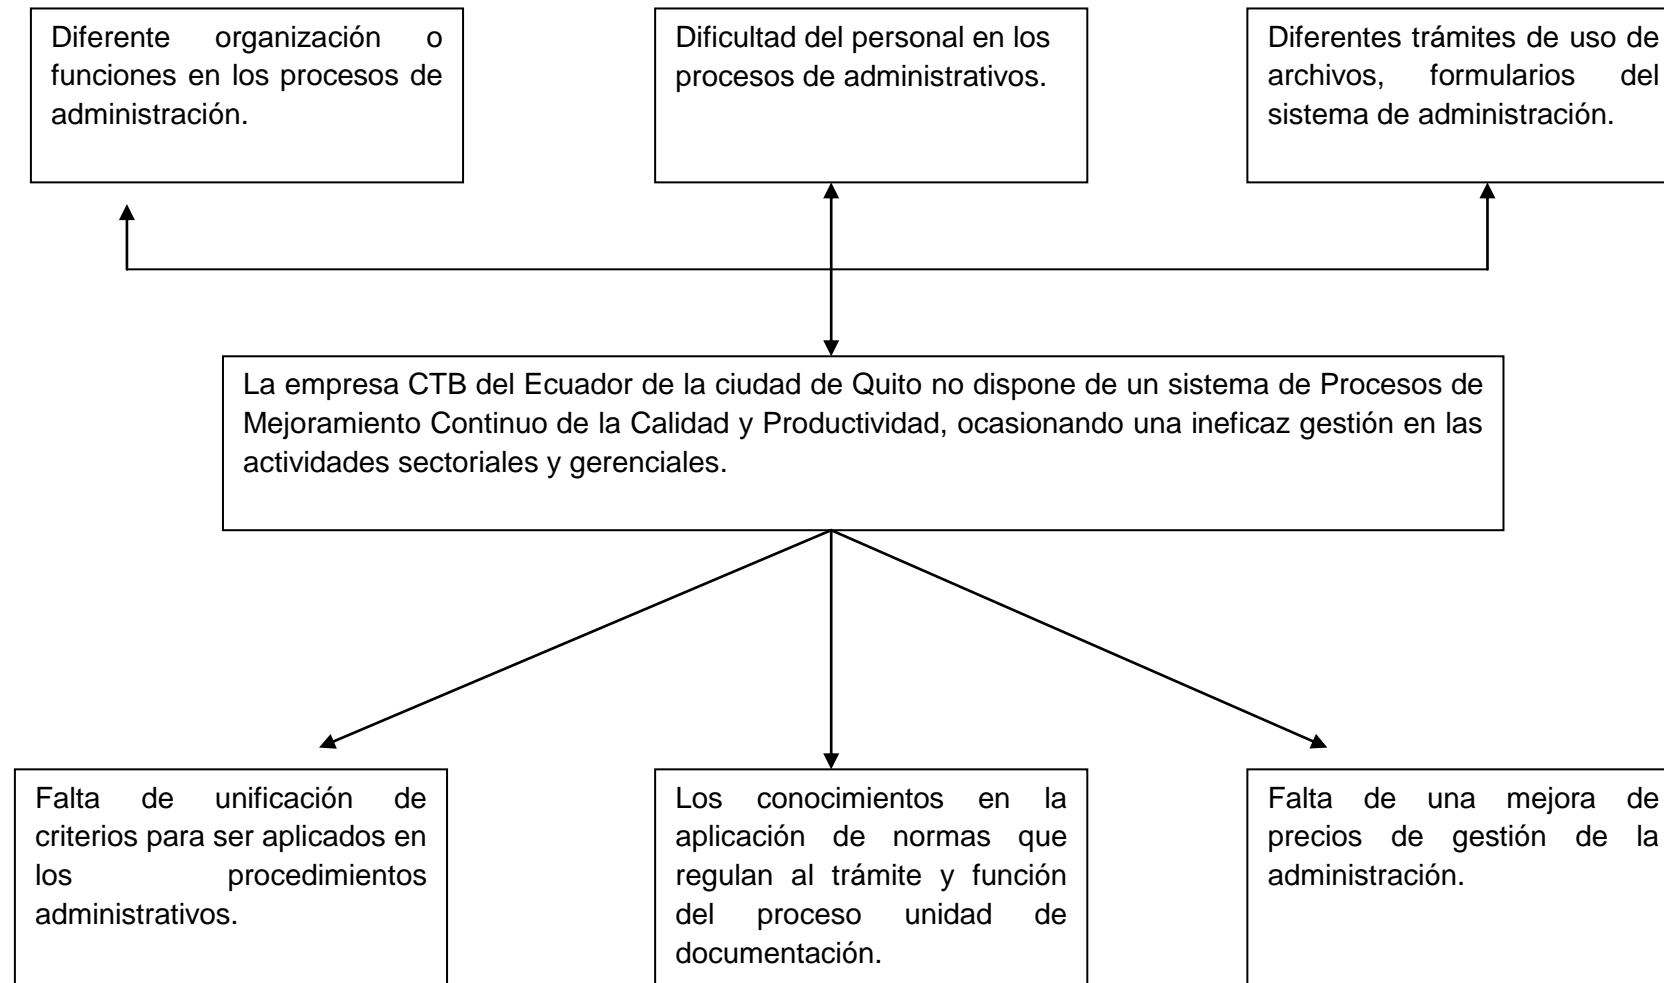 Diferente organización o
funciones en los procesos de
administración.
Dificultad del personal en los
procesos de administrativos.
Diferentes trámites de uso de
archivos, formularios del
sistema de administración.
La empresa CTB del Ecuador de la ciudad de Quito no dispone de un sistema de Procesos de
Mejoramiento Continuo de la Calidad y Productividad, ocasionando una ineficaz gestión en las
actividades sectoriales y gerenciales.
Falta de unificación de
criterios para ser aplicados en
los procedimientos
administrativos.
Los conocimientos en la
aplicación de normas que
regulan al trámite y función
del proceso unidad de
documentación.
Falta de una mejora de
precios de gestión de la
administración.